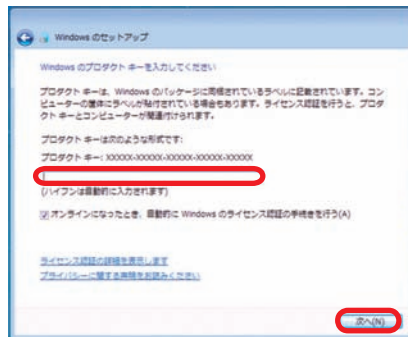 Windows のセットアップ
Windows のプロダクト キーを入力してください
プロダクト キーは、Windows のパッケージに同梱されているラベルに記載されています。コン
ピューターの筐体にラベルが貼付されている場合もあります。ライセンス認証を行うと、プロダ
クト キーとコンピューターが関連付けられます。
プロダクト キーは次のような形式です:
プロダクト キー: XXXXX-XXXXX-XXXXX-XXXXX-XXXXX
(ハイフンは自動的に入力されます)
オンラインになったとき、自動的に Windows のライセンス認証の手続きを行う(A)
ライセンス認証の詳細を表示します
プライバシーに関する声明をお読みください
次へ(N)